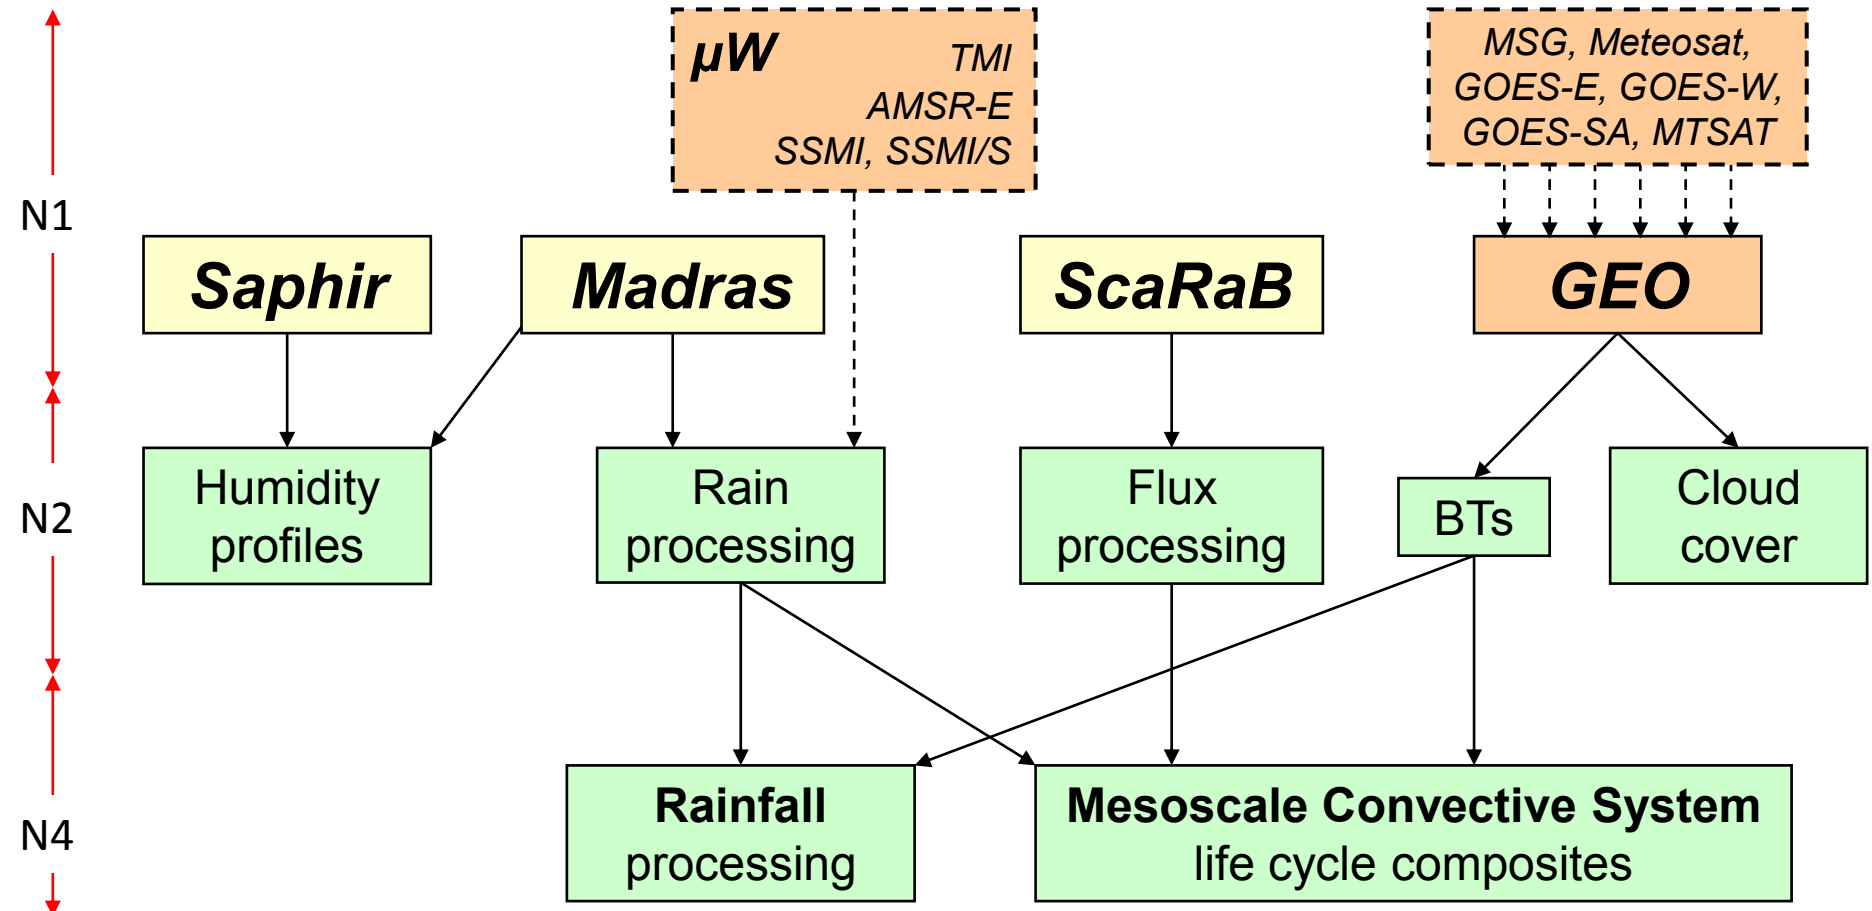 µW TMI
AMSR-E
SSMI, SSMI/S
MSG, Meteosat,
GOES-E, GOES-W,
GOES-SA, MTSAT
N1
Saphir
Madras
ScaRaB
GEO
N2
Humidity
profiles
Rain
processing
Flux
processing
BTs
Cloud
cover
N4
Rainfall
processing
Mesoscale Convective System
life cycle composites